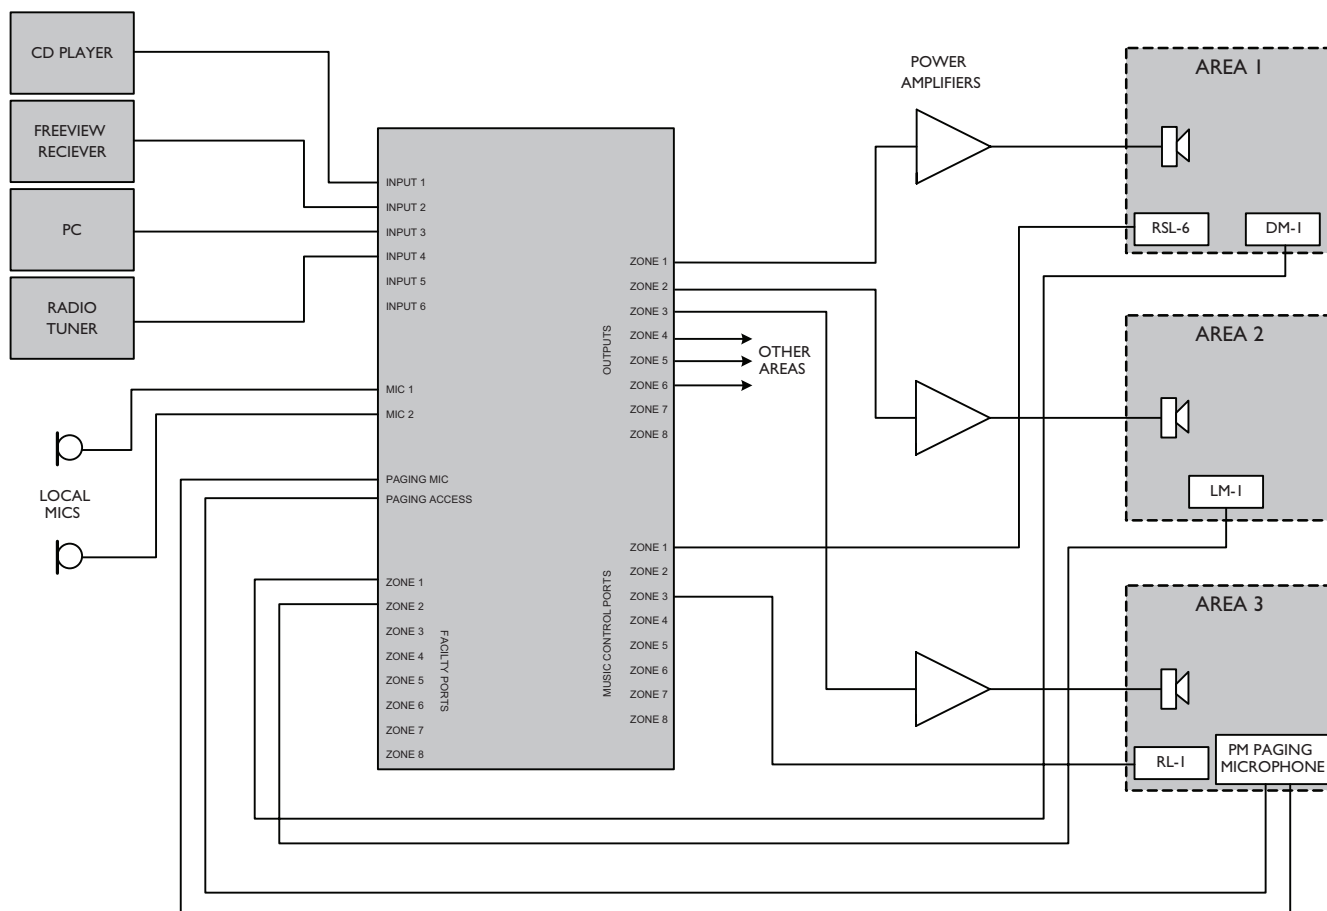 CD PLAYER
FREEVIEW
RECIEVER
PC
RADIO
TUNER
LOCAL
MICS
INPUT 1
INPUT 2
INPUT 3
INPUT 4
INPUT 5
INPUT 6
MIC 1
MIC 2
PAGING MIC
PAGING ACCESS
ZONE 1
ZONE 2
ZONE 3
ZONE 4
ZONE 5
ZONE 6
ZONE 7
ZONE 8
FACILTY PORTS
OUTPUTS
ZONE 1
ZONE 2
ZONE 3
ZONE 4
ZONE 5
ZONE 6
ZONE 7
ZONE 8
MUSIC CONTROL PORTS
ZONE 1
ZONE 2
ZONE 3
ZONE 4
ZONE 5
ZONE 6
ZONE 7
ZONE 8
OTHER
AREAS
POWER
AMPLIFIERS
AREA 1
RSL-6
DM-1
AREA 2
LM-1
AREA 3
RL-1
PM PAGING
MICROPHONE